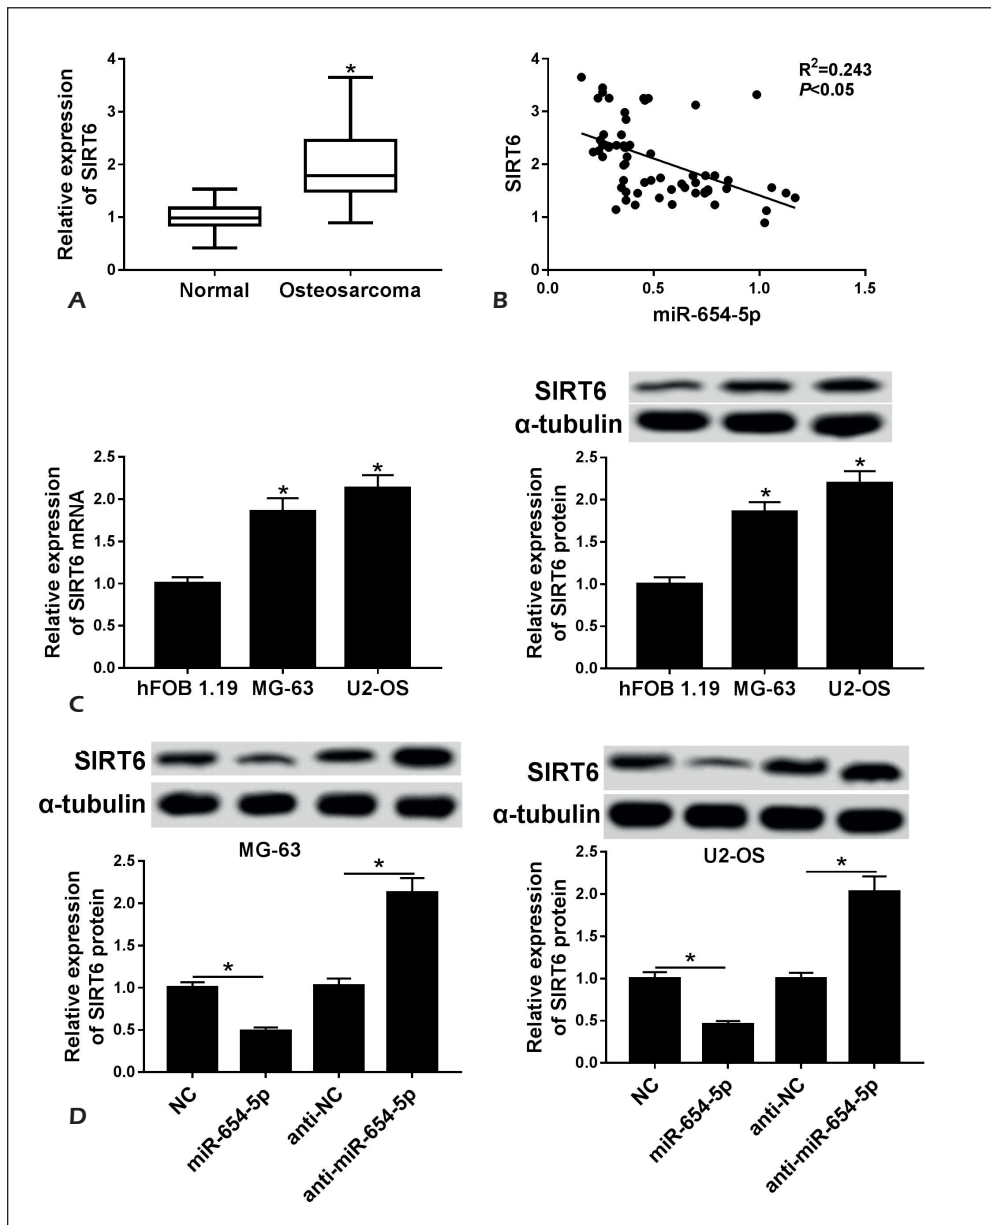 Relative expression
of SIRT6
4
3
2
1
0
*
Normal
Osteosarcoma
A
SIRT6
4
3
2
1
0
R²=0.243
P<0.05
0.0
0.5
1.0
1.5
miR-654-5p
B
Relative expression
of SIRT6 mRNA
2.5
2.0
1.5
1.0
0.5
0.0
*
*
hFOB 1.19
MG-63
U2-OS
C
SIRT6
α-tubulin
Relative expression
of SIRT6 protein
2.5
2.0
1.5
1.0
0.5
0.0
*
*
hFOB 1.19
MG-63
U2-OS
SIRT6
α-tubulin
MG-63
Relative expression
of SIRT6 protein
2.5
2.0
1.5
1.0
0.5
0.0
*
*
NC
miR-654-5p
anti-NC
anti-miR-654-5p
D
SIRT6
α-tubulin
U2-OS
Relative expression
of SIRT6 protein
2.5
2.0
1.5
1.0
0.5
0.0
*
*
NC
miR-654-5p
anti-NC
anti-miR-654-5p